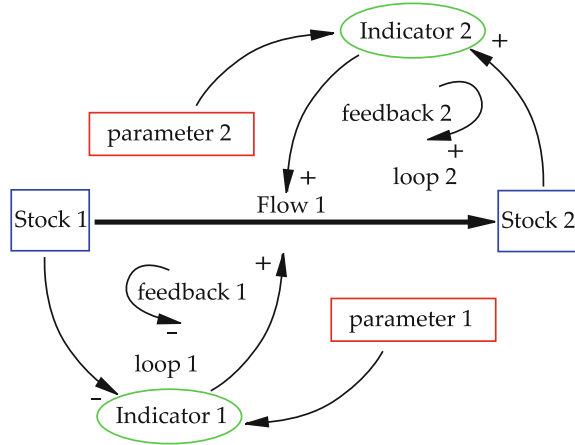 Indicator 2
+
feedback 2
parameter 2
+
loop 2
+
Flow 1
Stock 1
Stock 2
+
feedback 1
parameter 1
-
loop 1
-
Indicator 1